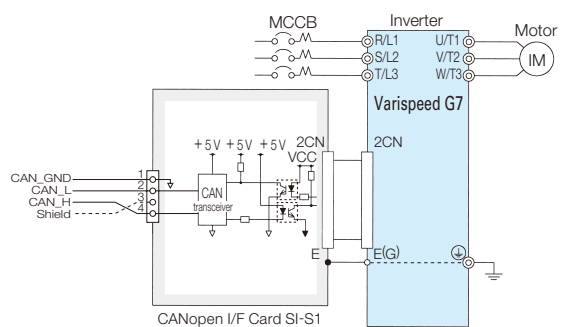 MCCB
Inverter
Motor
R/L1 U/T1
S/L2 V/T2
T/L3 W/T3
IM
Varispeed G7
+5V +5V +5V
2CN
2CN
VCC
CAN_GND 1
CAN_L 2
CAN_H 3
Shield 4
CAN
transceiver
E
E(G)
CANopen I/F Card SI-S1